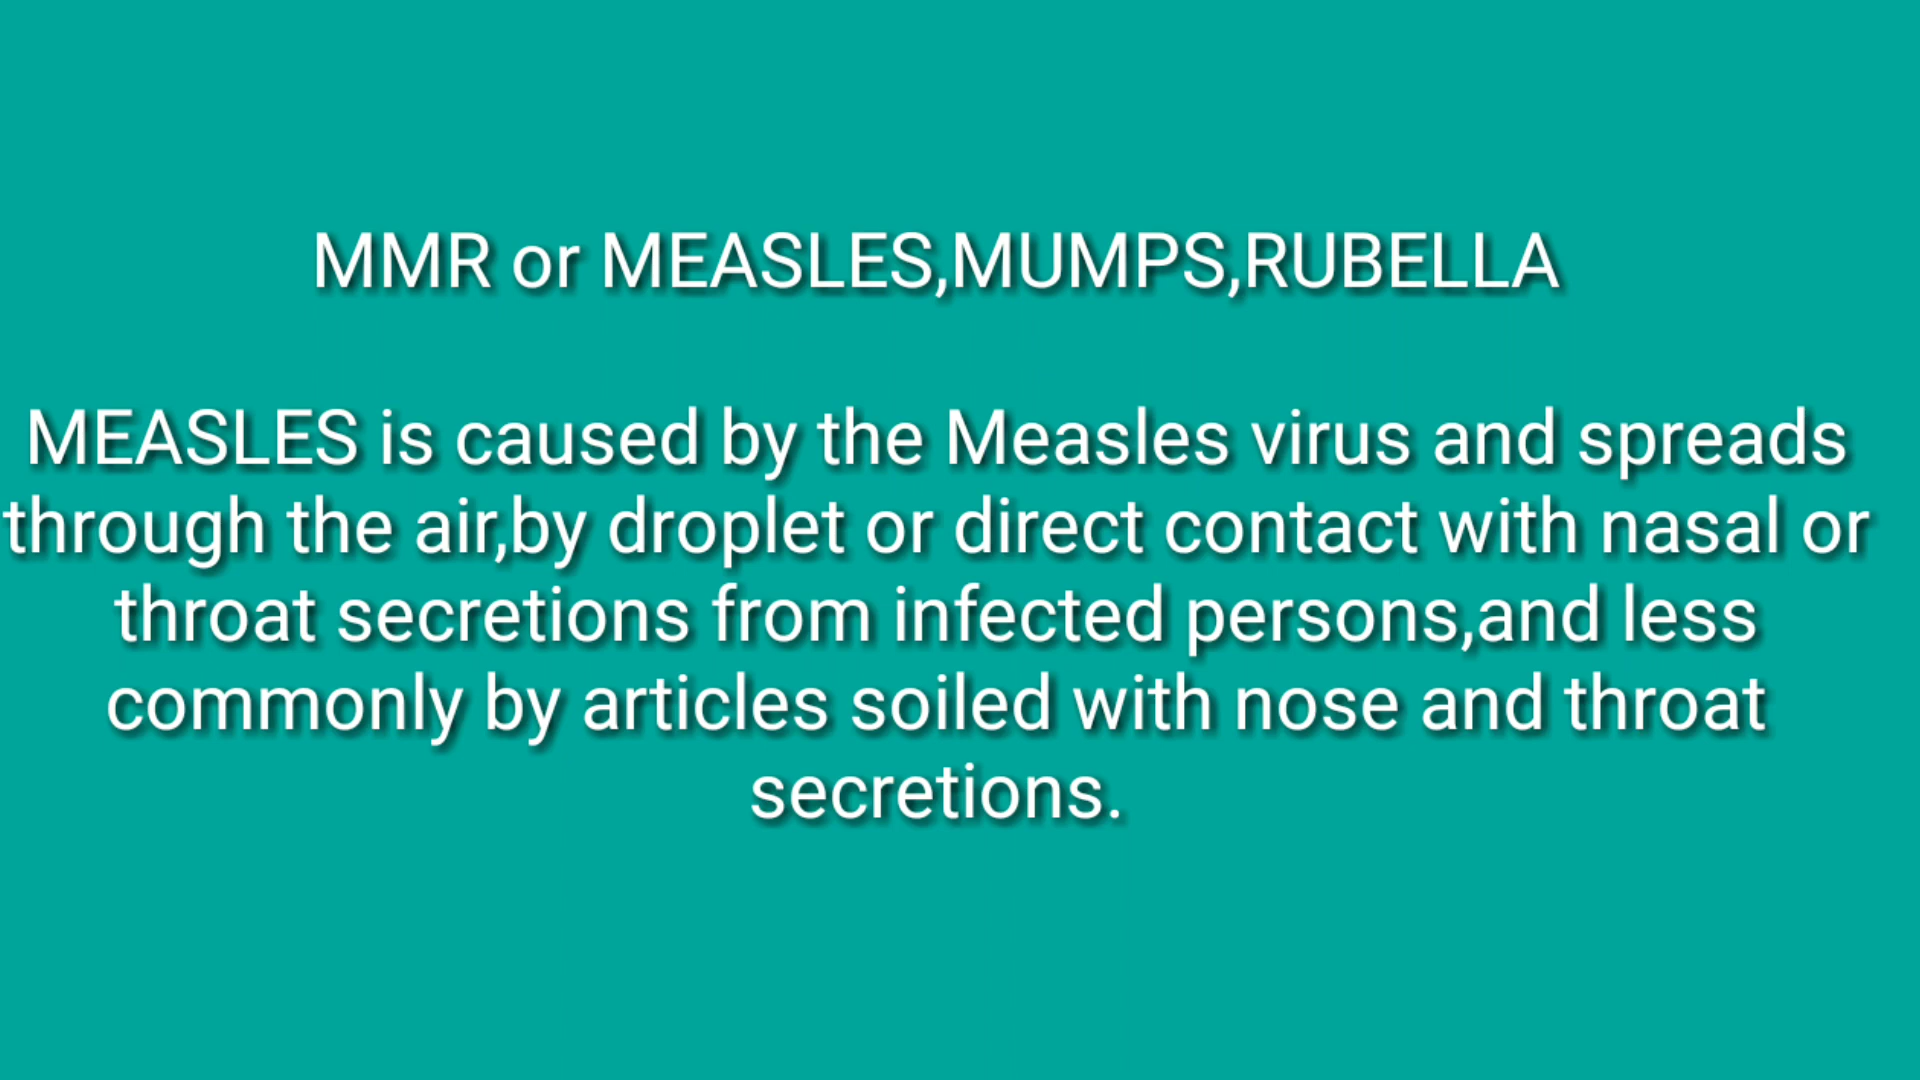 MMR or MEASLES,MUMPS,RUBELLA
MEASLES is caused by the Measles virus and spreads
through the air,by droplet or direct contact with nasal or
throat secretions from infected persons,and less
commonly by articles soiled with nose and throat
secretions.